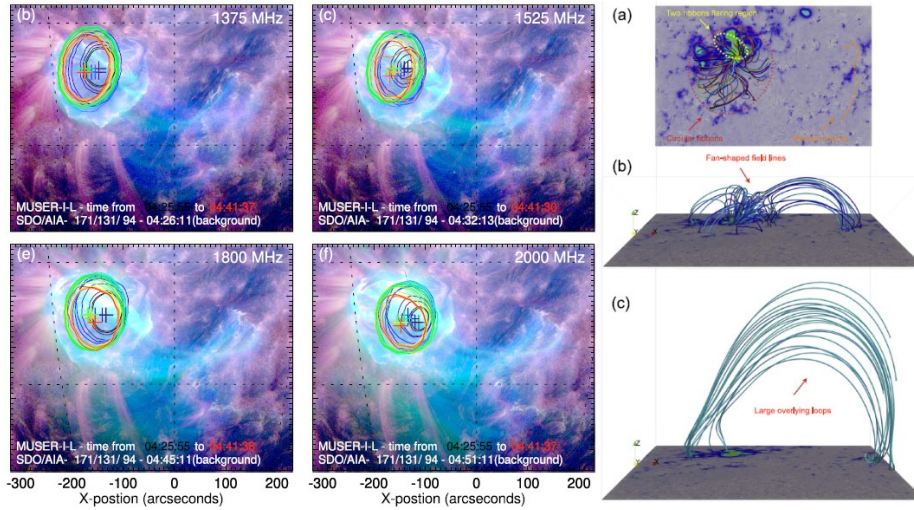 (b) 1375 MHz
MUSER-I-L - time from 04:25:55 to 04:41:37
SDO/AIA- 171/131/ 94 - 04:26:11(background)
(c) 1525 MHz
MUSER-I-L - time from 04:25:55 to 04:41:30
SDO/AIA- 171/131/ 94 - 04:32:13(background)
(e) 1800 MHz
MUSER-I-L - time from 04:25:55 to 04:41:38
SDO/AIA- 171/131/ 94 - 04:45:11(background)
(f) 2000 MHz
MUSER-I-L - time from 04:25:55 to 04:41:37
SDO/AIA- 171/131/ 94 - 04:51:11(background)
-300 -200 -100 0 100 200
X-postion (arcseconds)
-300 -200 -100 0 100 200
X-postion (arcseconds)
(a)
Two ribbons flaring region
Circular ribbons
Fan-shaped field lines
(b)
Z
X
(c)
Large overlying loops
Z
X